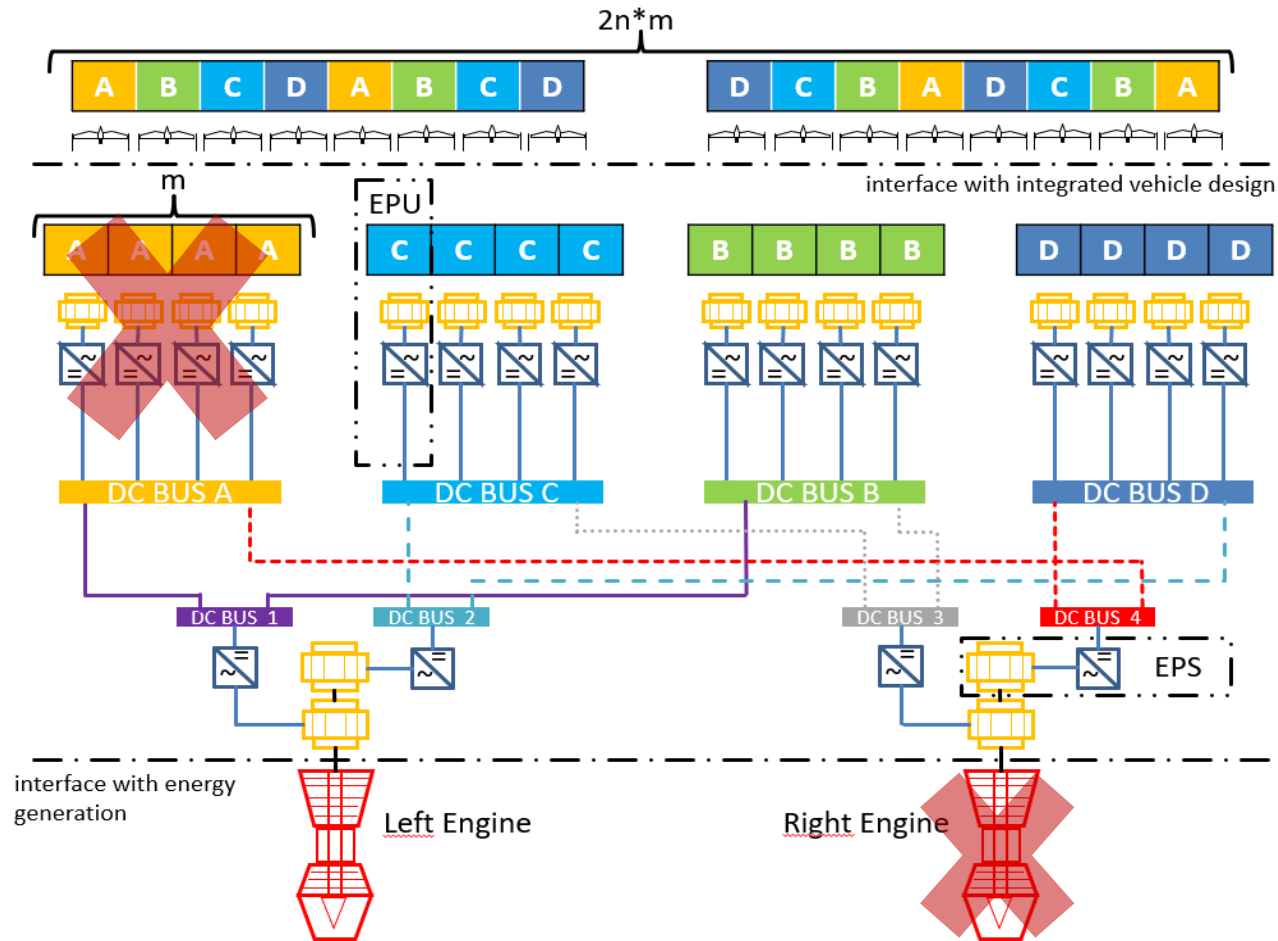 2n*m
A B C D A B C D D C B A D C B A
interface with integrated vehicle design
m
EPU
A A A A C C C C B B B B D D D D
~ = ~ = ~ = ~ = ~ = ~ = ~ = ~ = ~ = ~ = ~ = ~ = ~ = ~ = ~ = ~ =
DC BUS A DC BUS C DC BUS B DC BUS D
DC BUS 1 DC BUS 2 DC BUS 3 DC BUS 4
= ~ = ~ = ~ = ~ EPS
interface with energy
generation
Left Engine Right Engine